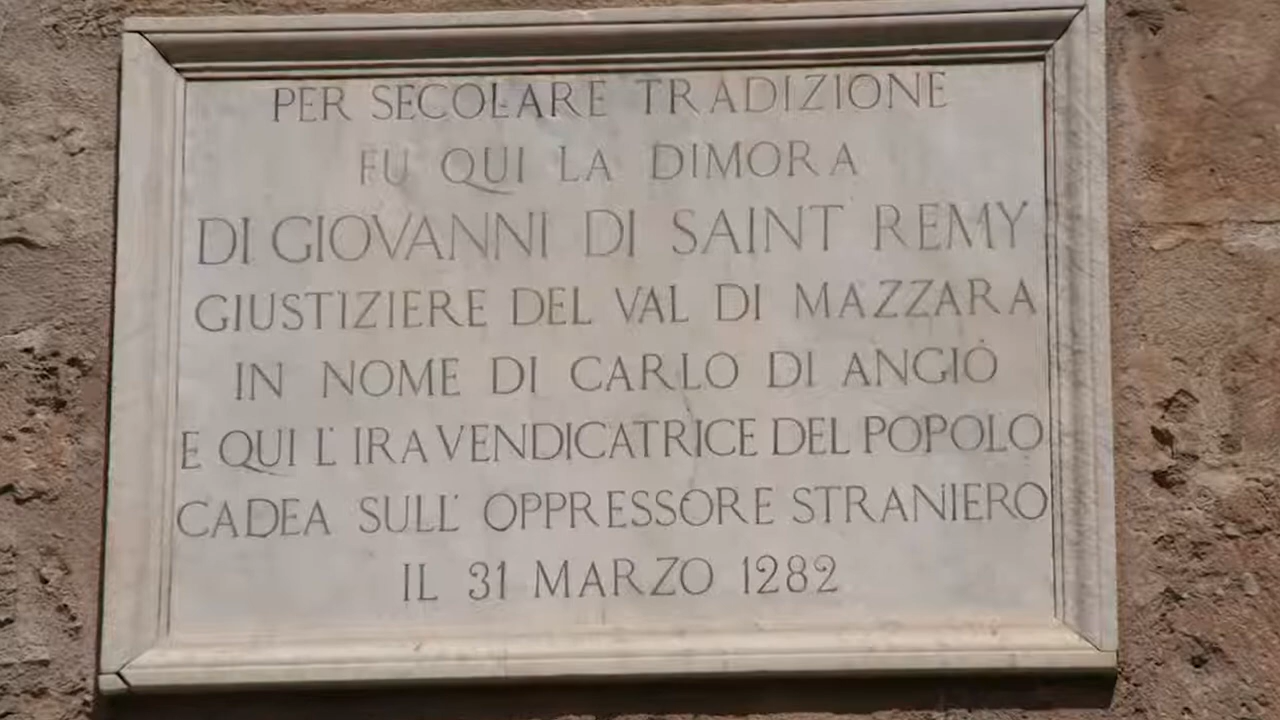 PER SECOLARE TRADIZIONE
FU QUI LA DIMORA
DI GIOVANNI DI SAINT REMY
GIUSTIZIERE DEL VAL DI MAZZARA
IN NOME DI CARLO DI ANGIÒ
E QUI L'IRA VENDICATRICE DEL POPOLO
CADEA SULL' OPPRESSORE STRANIERO
IL 31 MARZO 1282